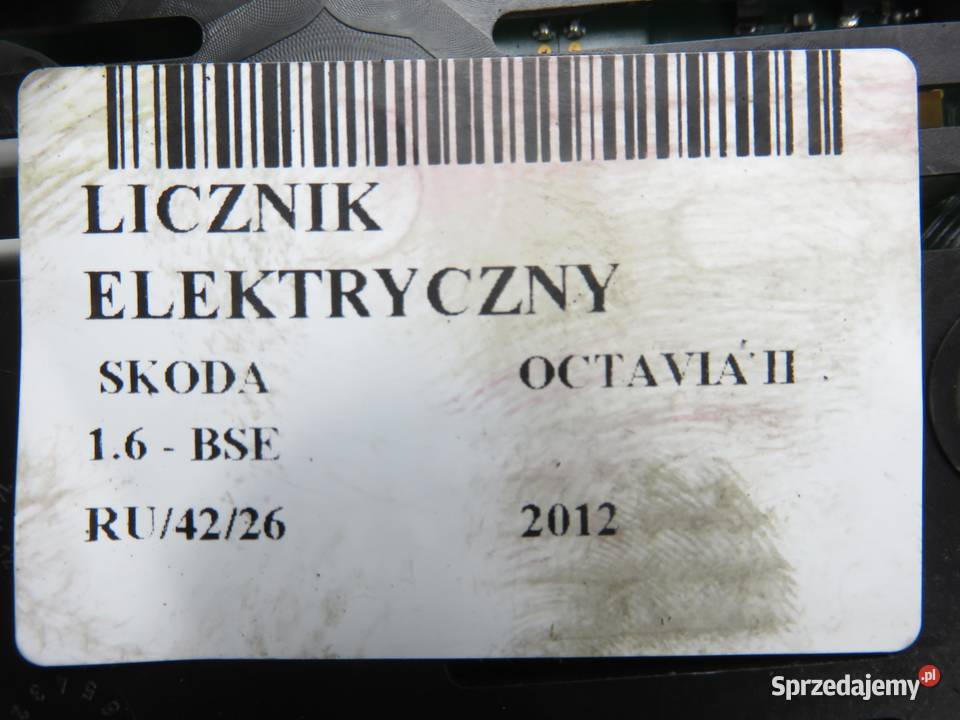 LICZNIK
ELEKTRYCZNY
SKODA OCTAVIA II
1.6 - BSE
RU/42/26 2012
Sprzedajemy.pl